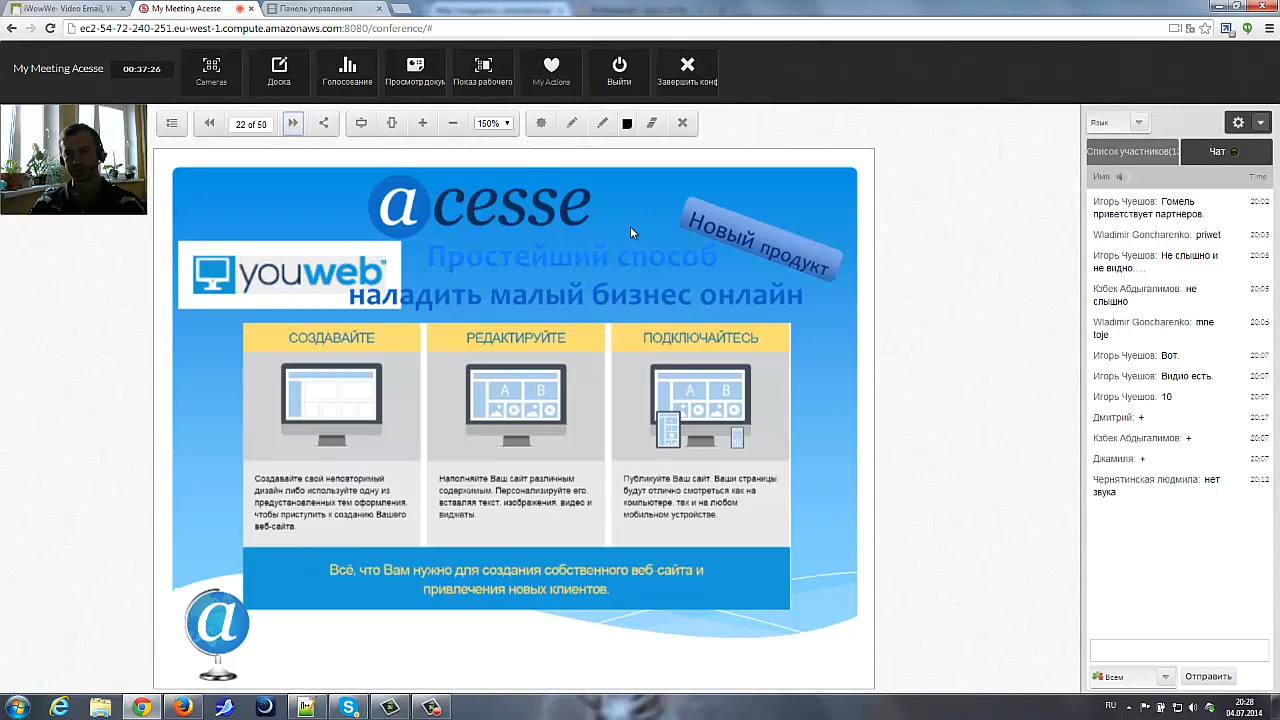 iWowWe- Video Email, Vi
My Meeting Acesse
Панель управления
ec2-54-72-240-251.eu-west-1.compute.amazonaws.com:8080/conference/#
My Meeting Acesse
00:37:26
Cameras
Доска
Голосование
Просмотр докум
Показ рабочего
My Actions
Выйти
Завершить конф
22 of 50
150%
acesse
Новый продукт
youweb
Простейший способ
наладить малый бизнес онлайн
СОЗДАВАЙТЕ
РЕДАКТИРУЙТЕ
ПОДКЛЮЧАЙТЕСЬ
A B
A B
Создавайте свой неповторимый
дизайн либо используйте одну из
предустановленных тем оформления,
чтобы приступить к созданию Вашего
веб-сайта.
Наполняйте Ваш сайт различным
содержимым. Персонализируйте его,
вставляя текст, изображения, видео и
виджеты.
Публикуйте Ваш сайт. Ваши страницы
будут отлично смотреться как на
компьютере, так и на любом
мобильном устройстве.
Всё, что Вам нужно для создания собственного веб-сайта и
привлечения новых клиентов.
a
Язык
Список участников(1
Чат
Имя
Time
Игорь Чуешов: Гомель 20:02
приветствует партнеров.
Wladimir Goncharenko: priwet 20:03
Игорь Чуешов: Не слышно и 20:05
не видно.....
Кзбек Абдыгалимов: не 20:05
слышно
Wladimir Goncharenko: mne 20:06
toje
Игорь Чуешов: Вот. 20:07
Игорь Чуешов: Видио есть. 20:07
Игорь Чуешов: 10 20:07
Дмитрий: + 20:07
Кзбек Абдыгалимов: + 20:07
Джамиля: + 20:07
Чернятинская людмила: нет 20:12
звука
Всем
Отправить
RU
20:28
04.07.2014